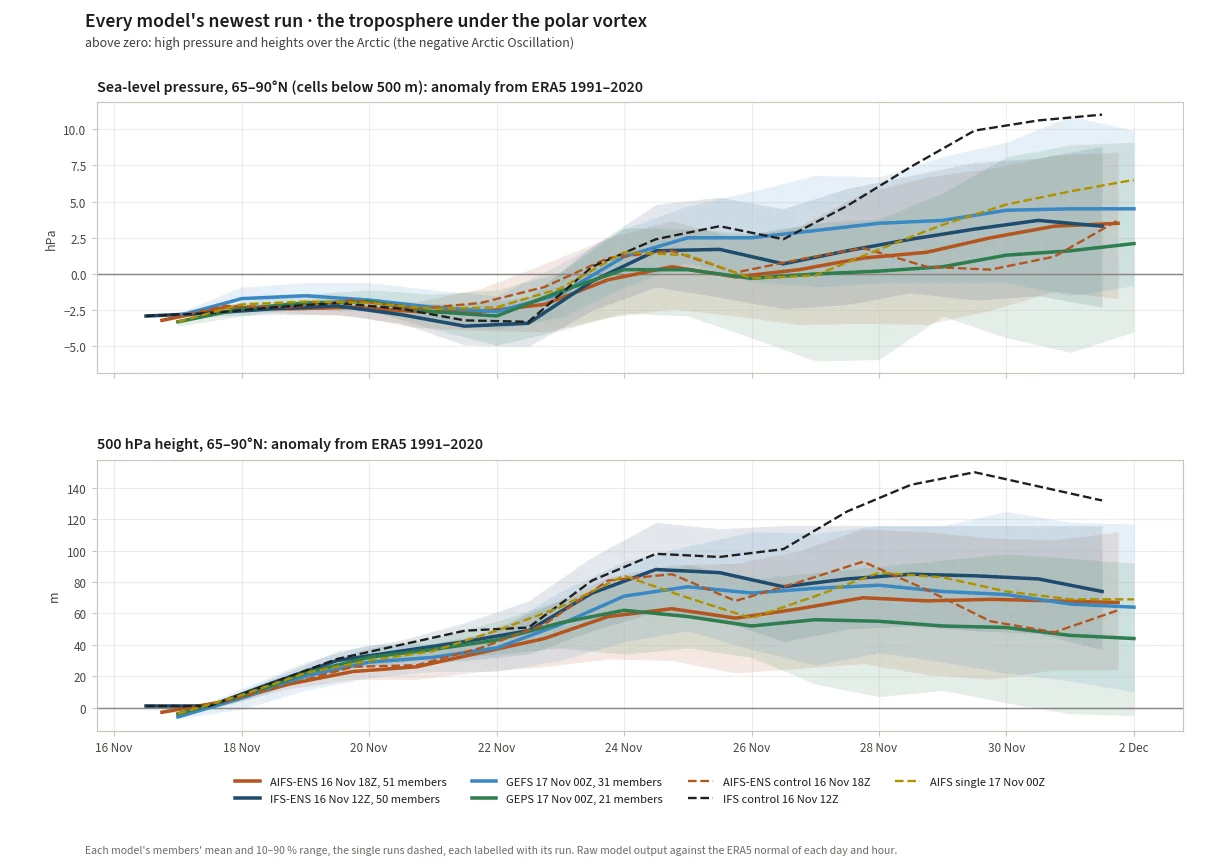 Every model's newest run · the troposphere under the polar vortex
above zero: high pressure and heights over the Arctic (the negative Arctic Oscillation)
Sea-level pressure, 65–90°N (cells below 500 m): anomaly from ERA5 1991–2020
10.0
7.5
5.0
2.5
0.0
−2.5
−5.0
hPa
500 hPa height, 65–90°N: anomaly from ERA5 1991–2020
140
120
100
80
60
40
20
0
m
16 Nov 18 Nov 20 Nov 22 Nov 24 Nov 26 Nov 28 Nov 30 Nov 2 Dec
AIFS-ENS 16 Nov 18Z, 51 members GEFS 17 Nov 00Z, 31 members AIFS-ENS control 16 Nov 18Z AIFS single 17 Nov 00Z
IFS-ENS 16 Nov 12Z, 50 members GEPS 17 Nov 00Z, 21 members IFS control 16 Nov 12Z
Each model's members' mean and 10–90 % range, the single runs dashed, each labelled with its run. Raw model output against the ERA5 normal of each day and hour.